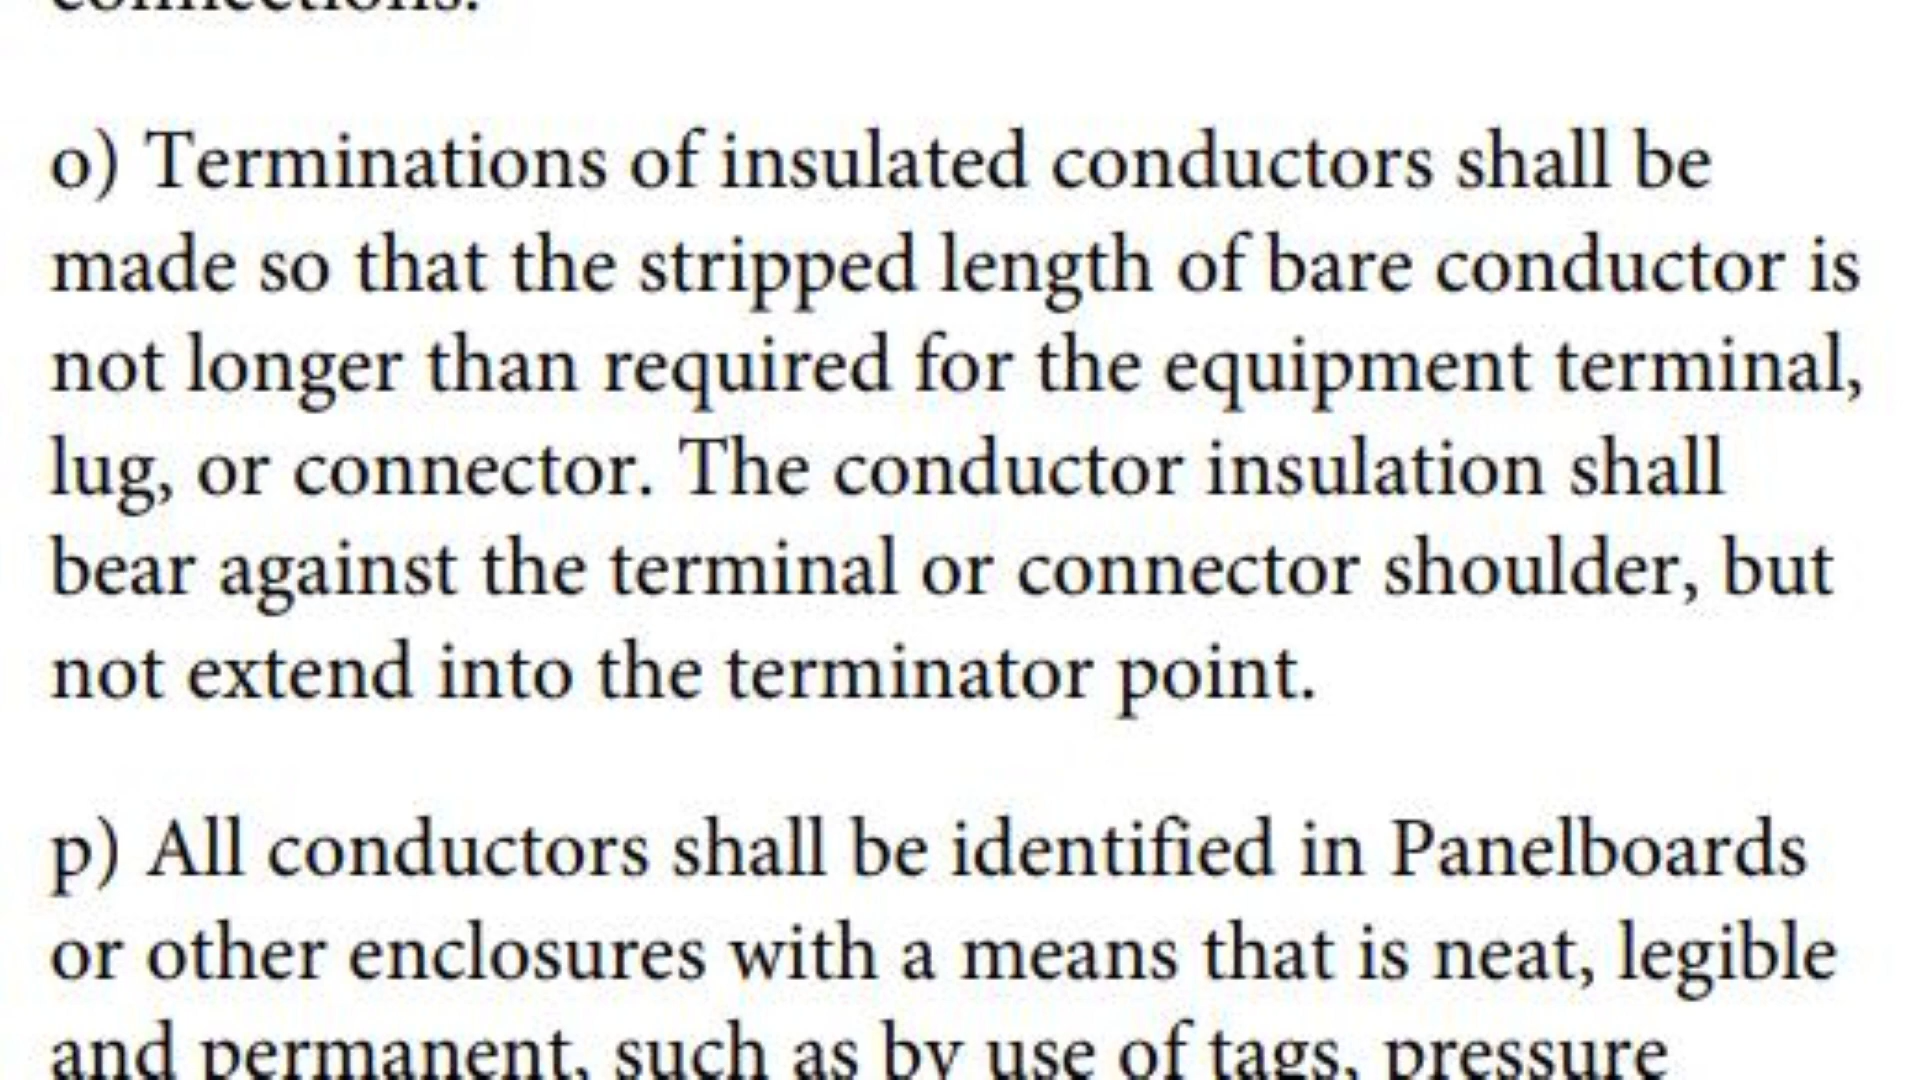 connections.
o) Terminations of insulated conductors shall be
made so that the stripped length of bare conductor is
not longer than required for the equipment terminal,
lug, or connector. The conductor insulation shall
bear against the terminal or connector shoulder, but
not extend into the terminator point.
p) All conductors shall be identified in Panelboards
or other enclosures with a means that is neat, legible
and permanent, such as by use of tags, pressure